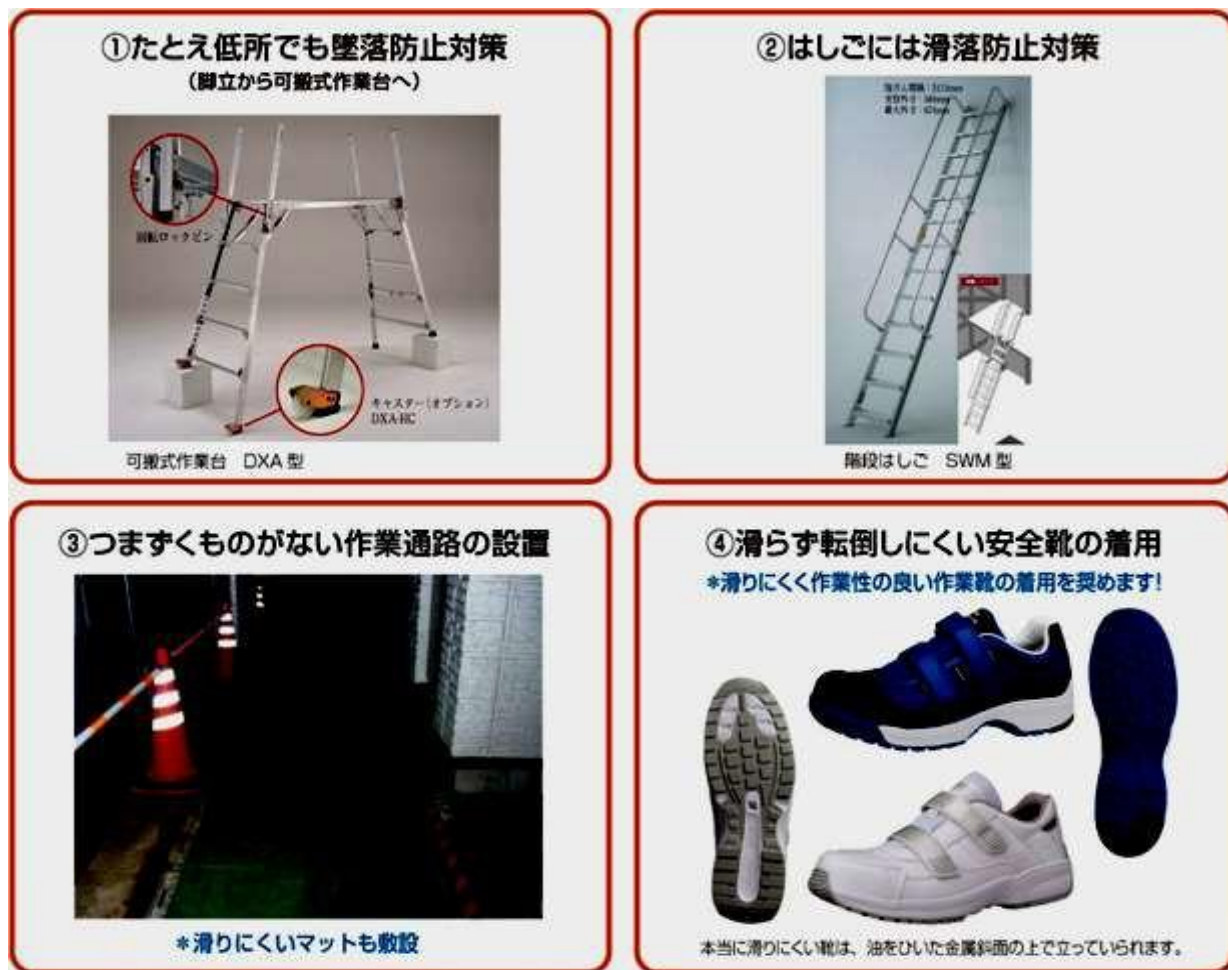 ①たとえ低所でも墜落防止対策
(脚立から可搬式作業台へ)
回転ロックピン
キャスター(オプション)
DXA-HC
可搬式作業台 DXA 型
②はしごには滑落防止対策
階段はしご SWM 型
③つまずくものがない作業通路の設置
*滑りにくいマットも敷設
④滑らず転倒しにくい安全靴の着用
*滑りにくく作業性の良い作業靴の着用を奨めます!
本当に滑りにくい靴は、油をひいた金属斜面の上で立っていられます。